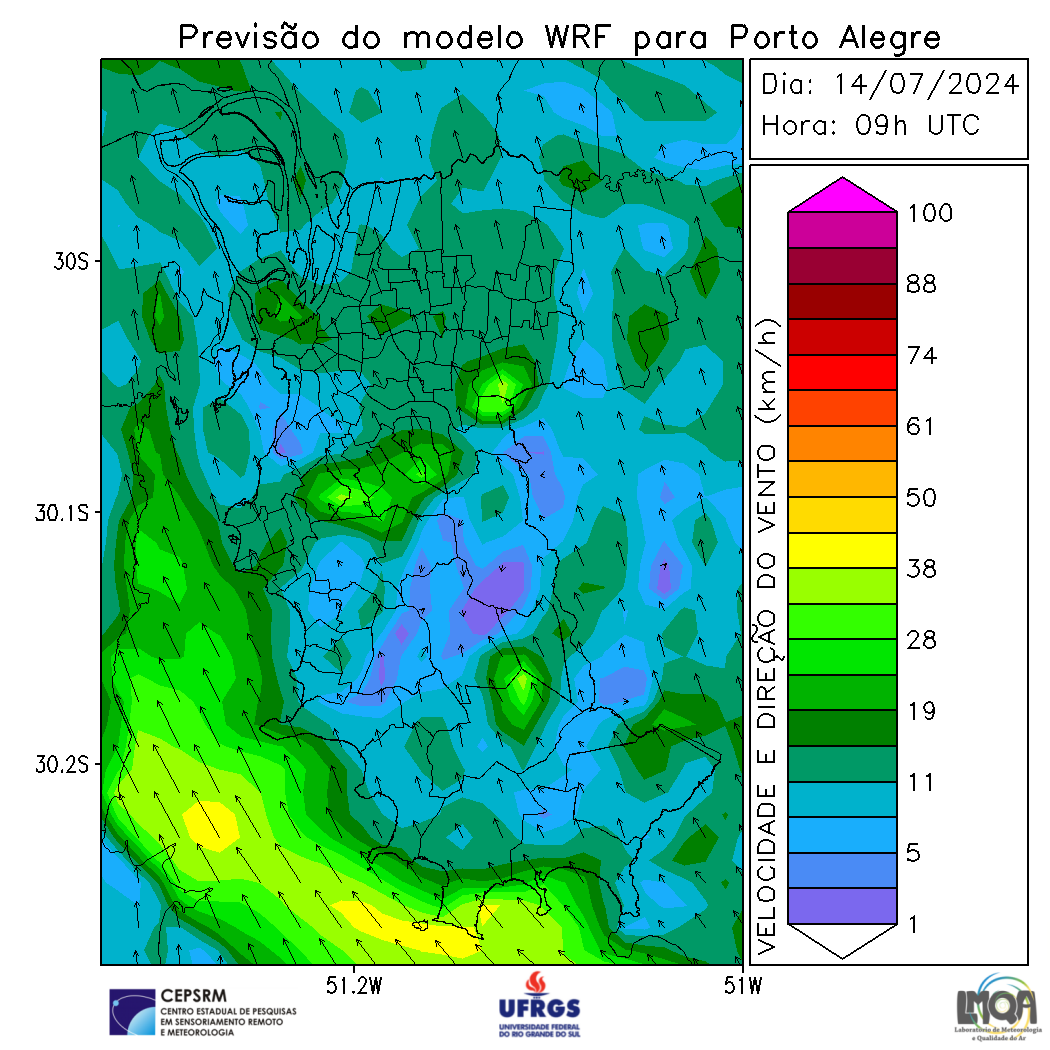 Previsão do modelo WRF para Porto Alegre
Dia: 14/07/2024
Hora: 09h UTC
30S
30.1S
30.2S
51.2W
51W
VELOCIDADE E DIREÇÃO DO VENTO (km/h)
100
88
74
61
50
38
28
19
11
5
1
CEPSRM
CENTRO ESTADUAL DE PESQUISAS
EM SENSORIAMENTO REMOTO
E METEOROLOGIA
UFRGS
UNIVERSIDADE FEDERAL
DO RIO GRANDE DO SUL
LMQA
Laboratório de Meteorologia
e Qualidade do Ar